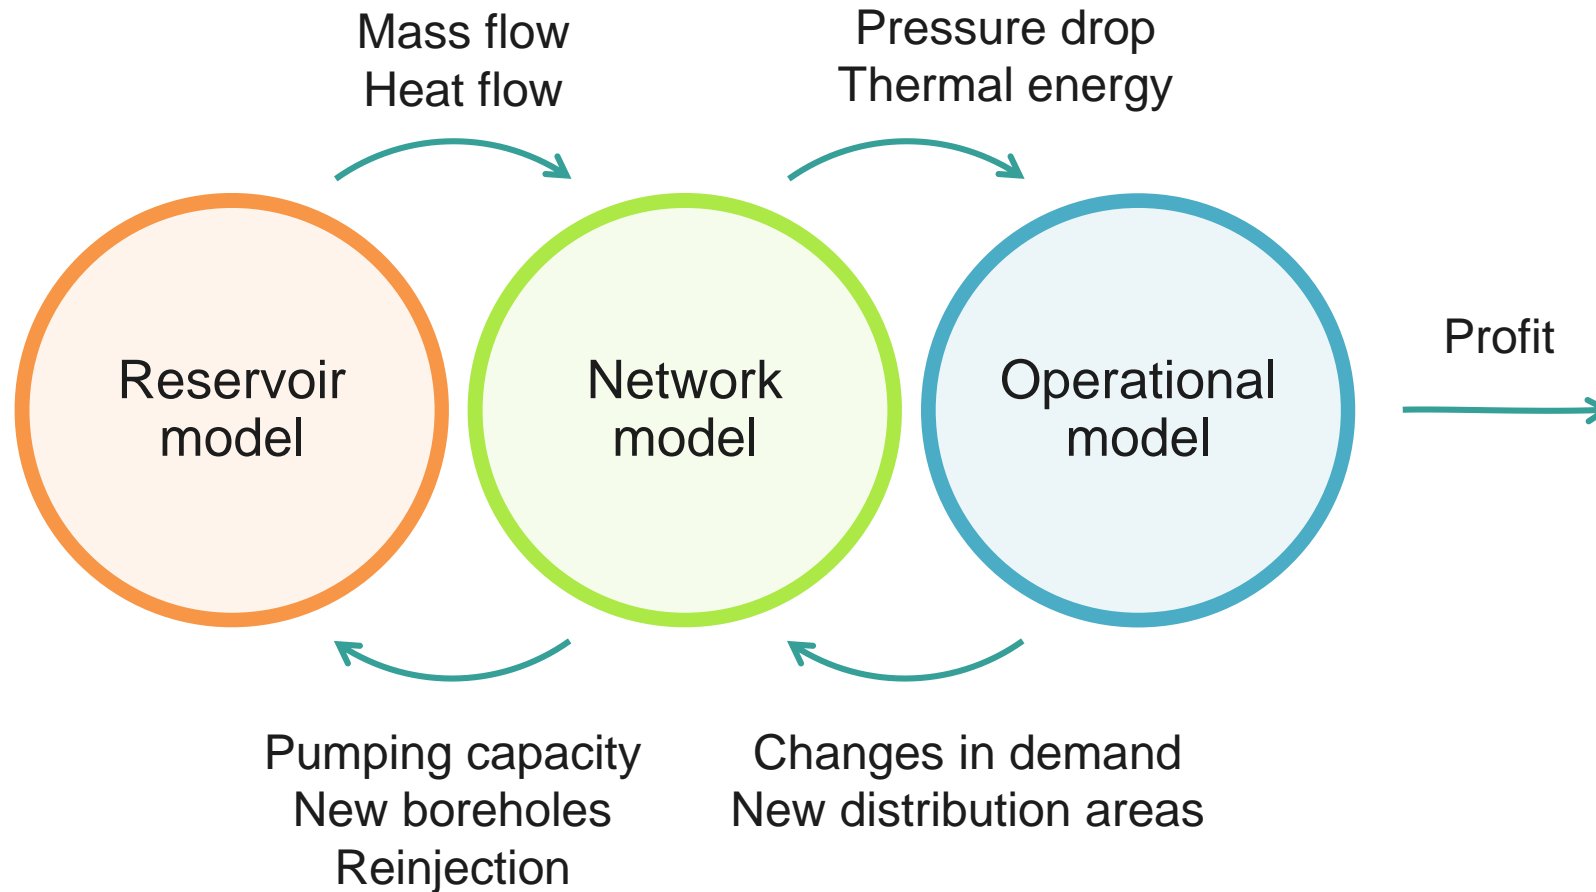 Mass flow
Heat flow
Pressure drop
Thermal energy
Reservoir
model
Network
model
Operational
model
Profit
Pumping capacity
New boreholes
Reinjection
Changes in demand
New distribution areas